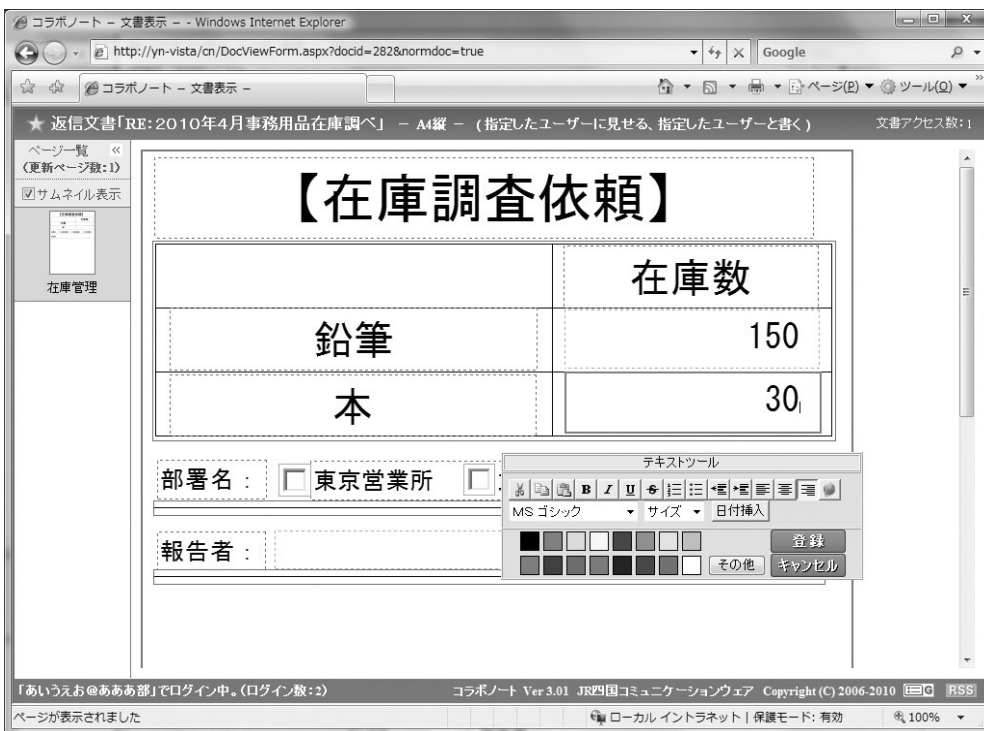 コラボノート - 文書表示 - - Windows Internet Explorer
http://yn-vista/cn/DocViewForm.aspx?docid=282&normdoc=true
Google
コラボノート - 文書表示 -
ページ(P) ツール(O) »
★ 返信文書「RE:2010年4月事務用品在庫調べ」 － A4縦 － (指定したユーザーに見せる、指定したユーザーと書く) 文書アクセス数:1
ページ一覧 «
(更新ページ数:1)
サムネイル表示
在庫管理
【在庫調査依頼】
在庫数
鉛筆 150
本 30
部署名： 東京営業所
報告者：
テキストツール
B I U S
MS ゴシック サイズ 日付挿入
登録
その他 キャンセル
「あいうえお@あああ部」でログイン中。(ログイン数:2) コラボノート Ver 3.01 JR四国コミュニケーションウェア Copyright (C) 2006-2010 G RSS
ページが表示されました ローカル イントラネット | 保護モード: 有効 100%